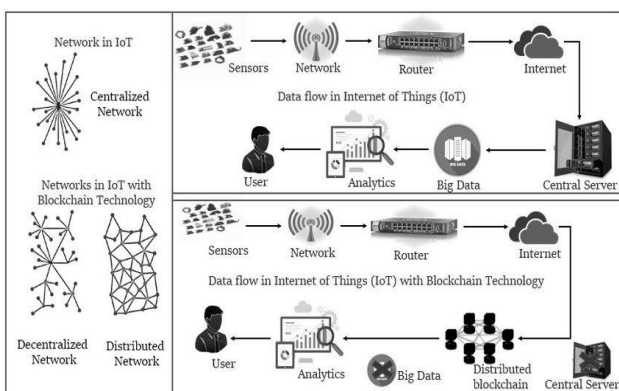 Network in IoT
Centralized
Network
Networks in IoT with
Blockchain Technology
Decentralized
Network
Distributed
Network
Sensors
Network
Router
Internet
Data flow in Internet of Things (IoT)
User
Analytics
BIG DATA
Big Data
Central Server
Sensors
Network
Router
Internet
Data flow in Internet of Things (IoT) with Blockchain Technology
User
Analytics
Big Data
Distributed
blockchain
Central Server